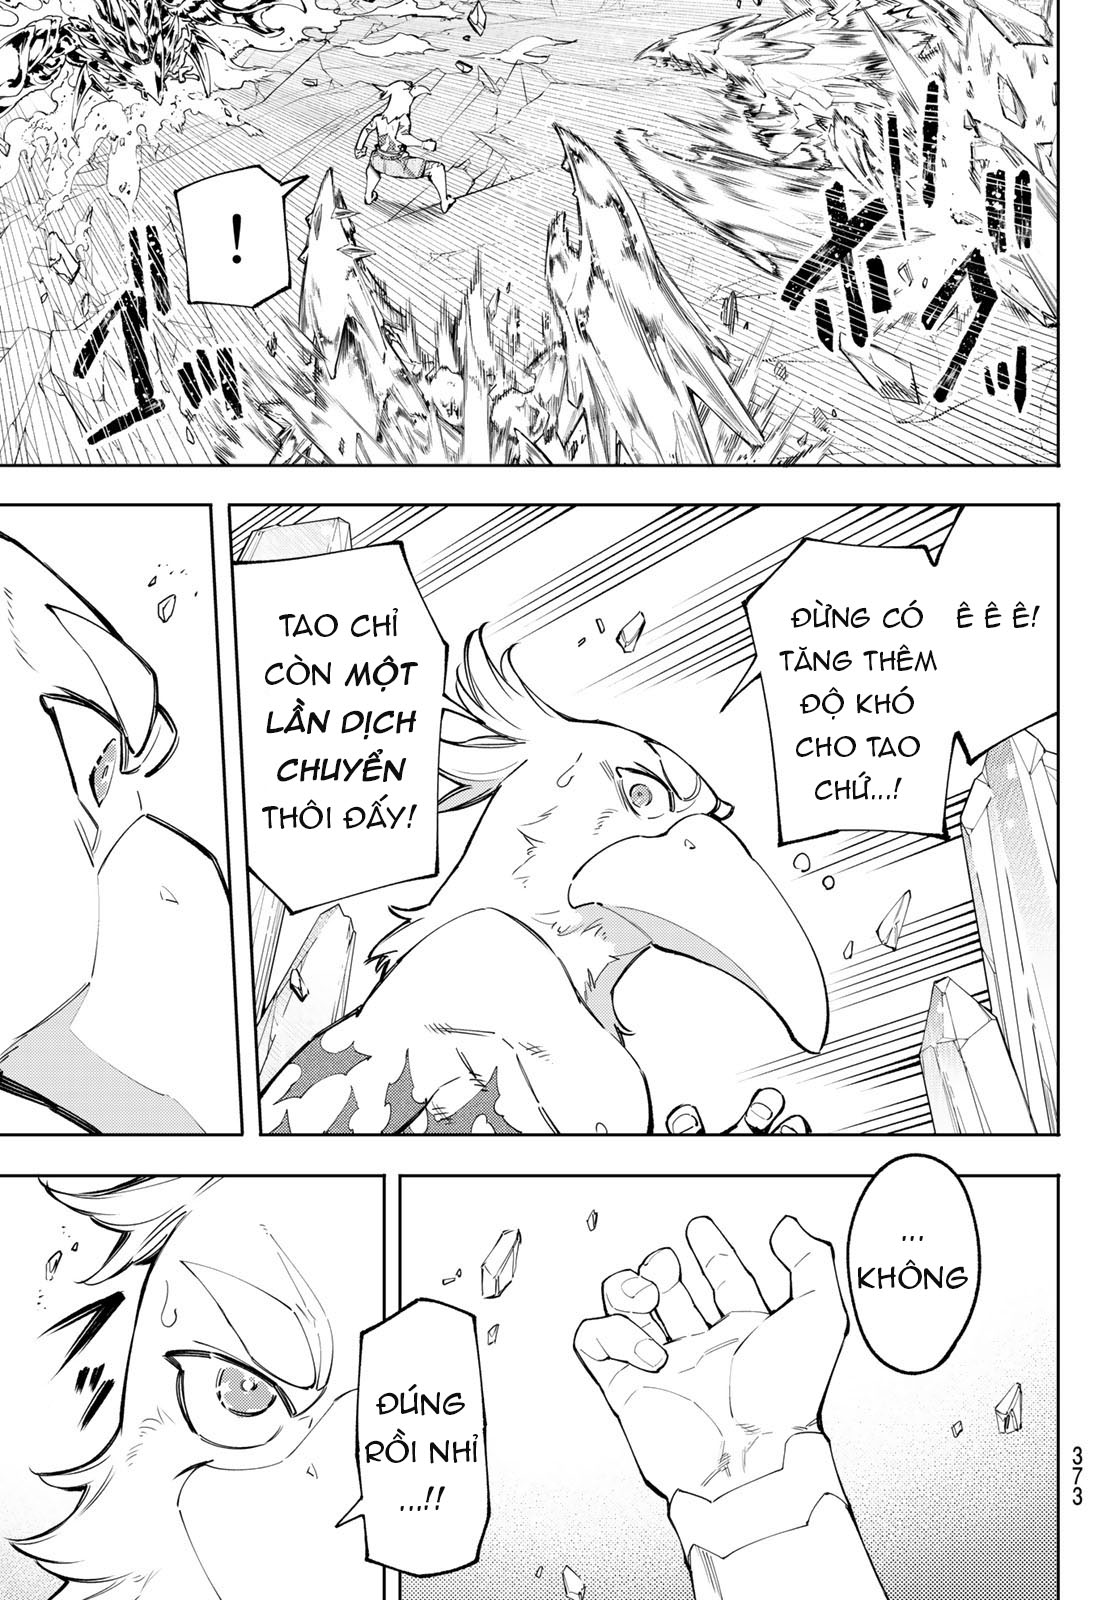 !
Ê Ê Ê!
ĐỪNG CÓ
TĂNG THÊM
ĐỘ KHÓ
CHO TAO
CHỨ...!
TAO CHỈ
CÒN MỘT
LẦN DỊCH
CHUYỂN
THÔI ĐẤY!
...
KHÔNG
ĐÚNG
RỒI NHỈ
...!!
373